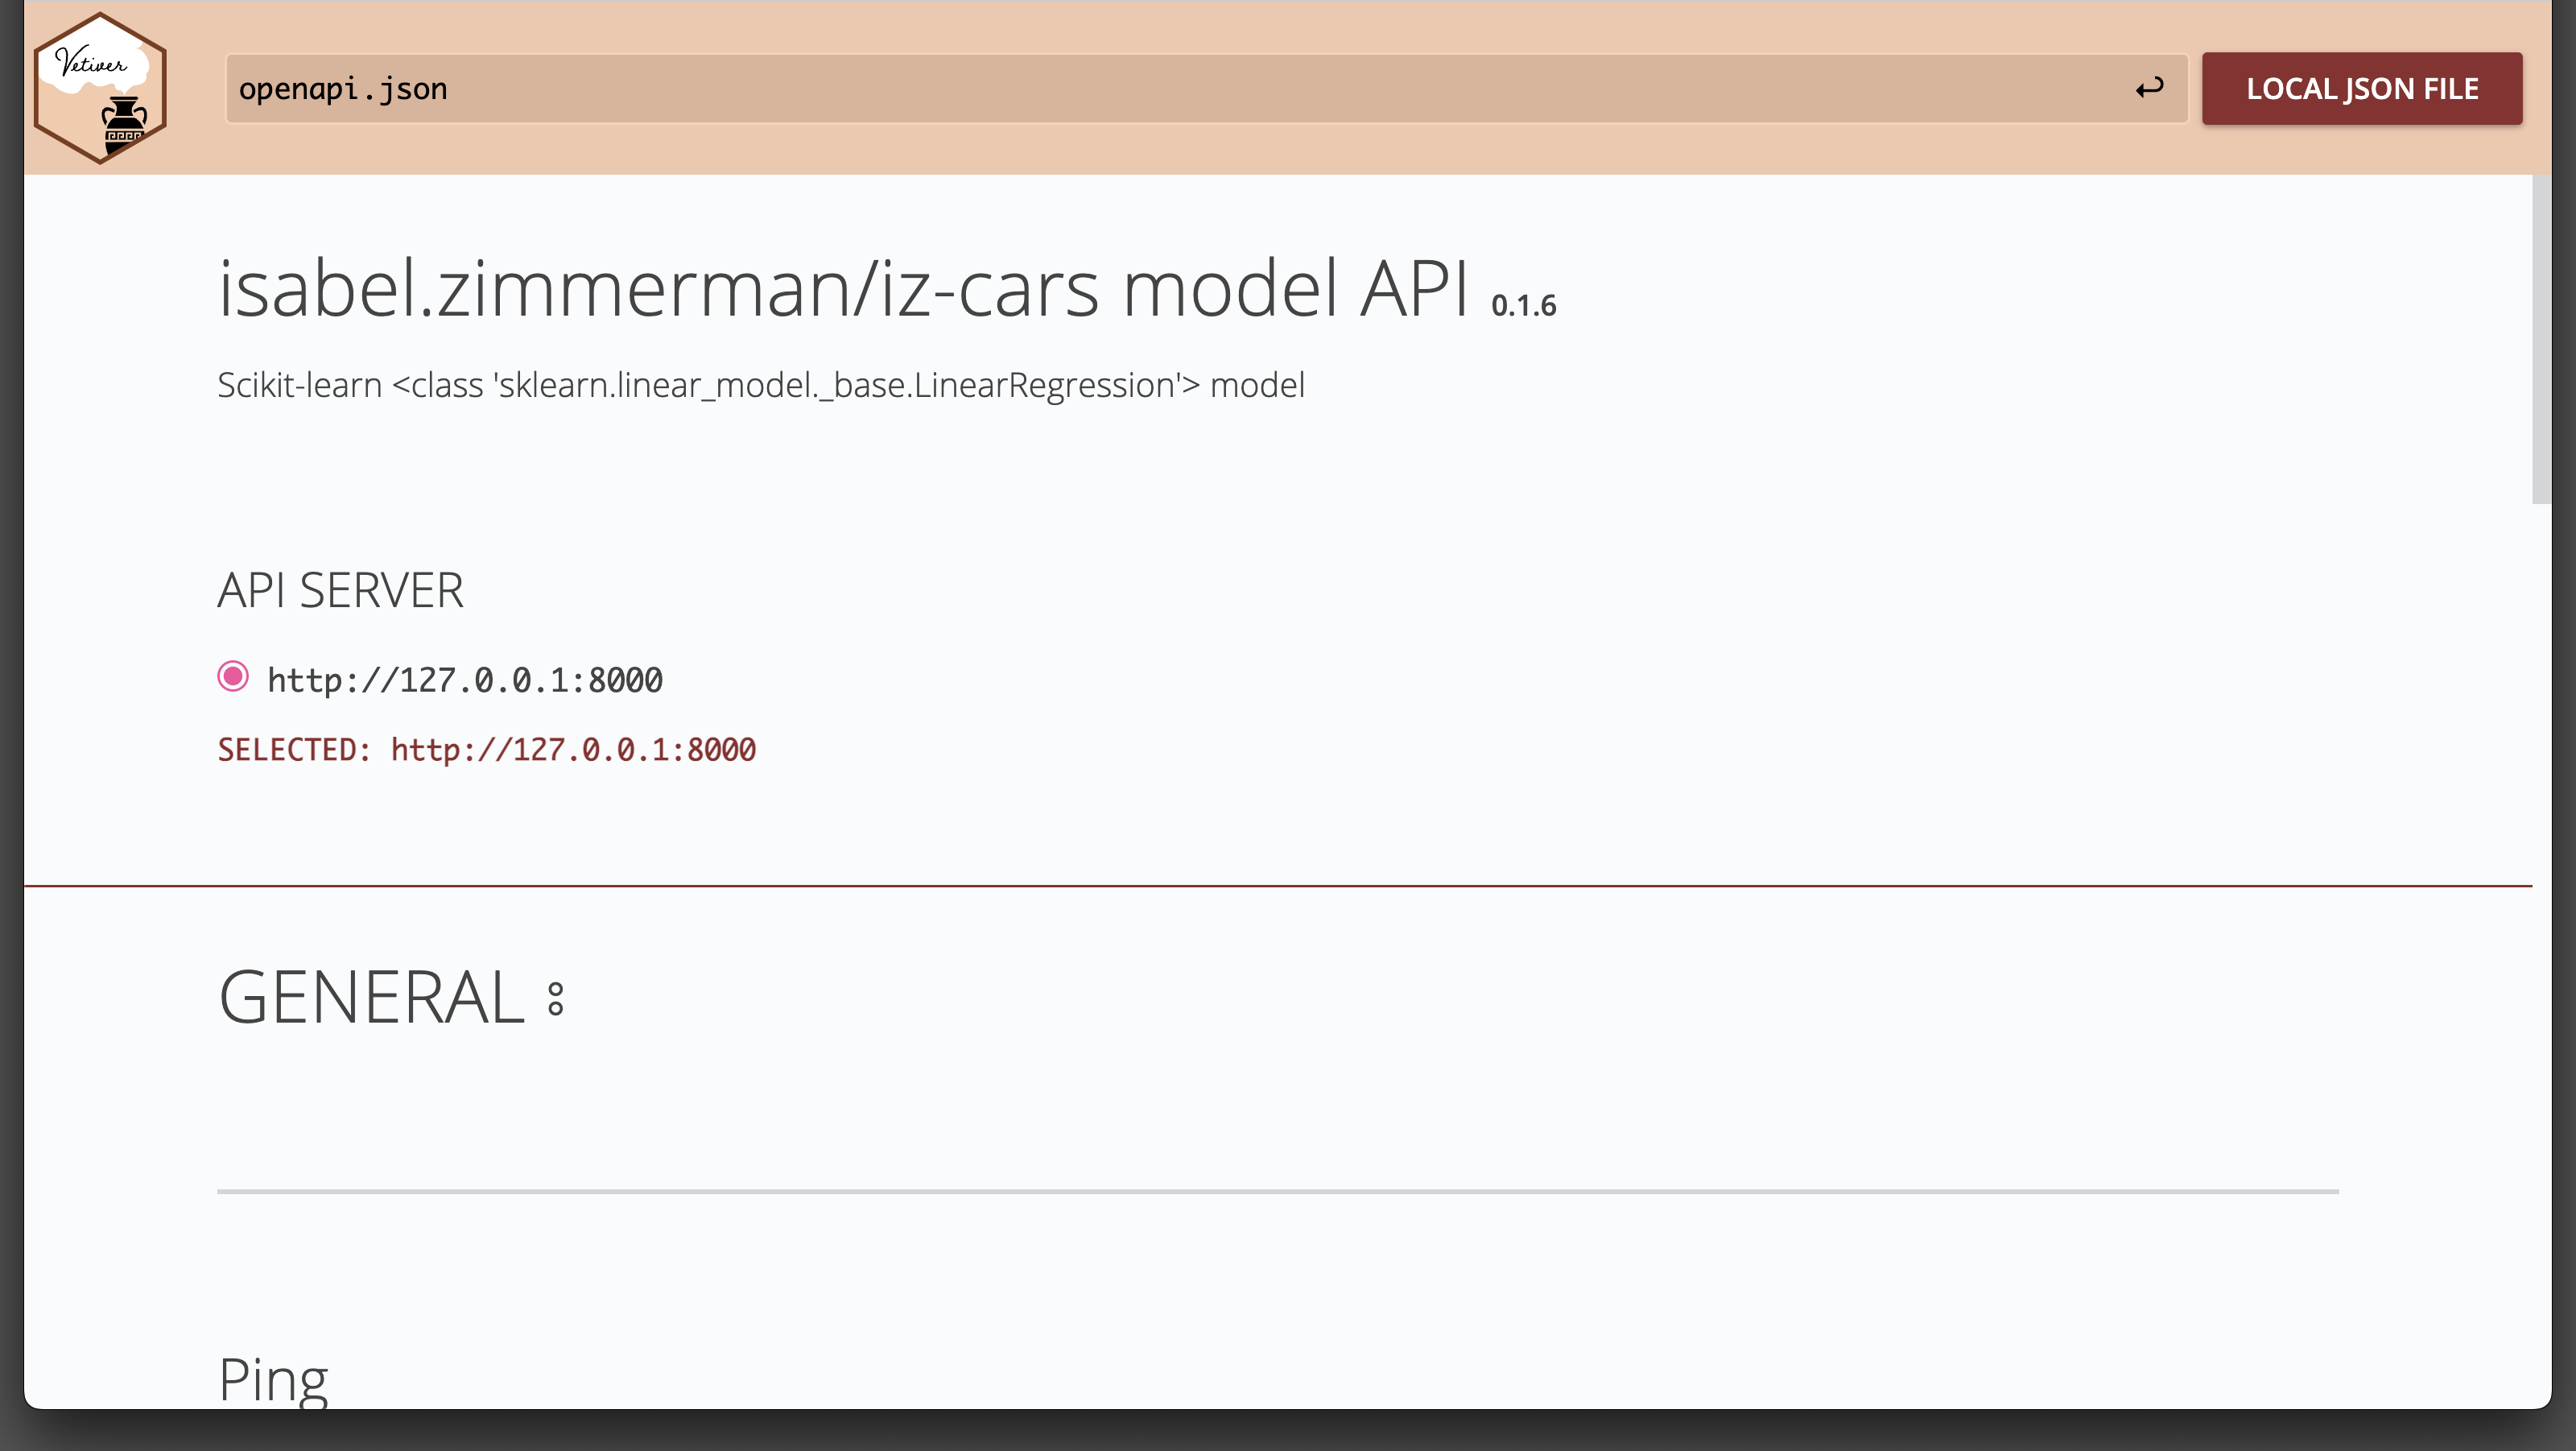 Vetiver
openapi.json
LOCAL JSON FILE
isabel.zimmerman/iz-cars model API 0.1.6
Scikit-learn <class 'sklearn.linear_model._base.LinearRegression'> model
API SERVER
http://127.0.0.1:8000
SELECTED: http://127.0.0.1:8000
GENERAL
Ping